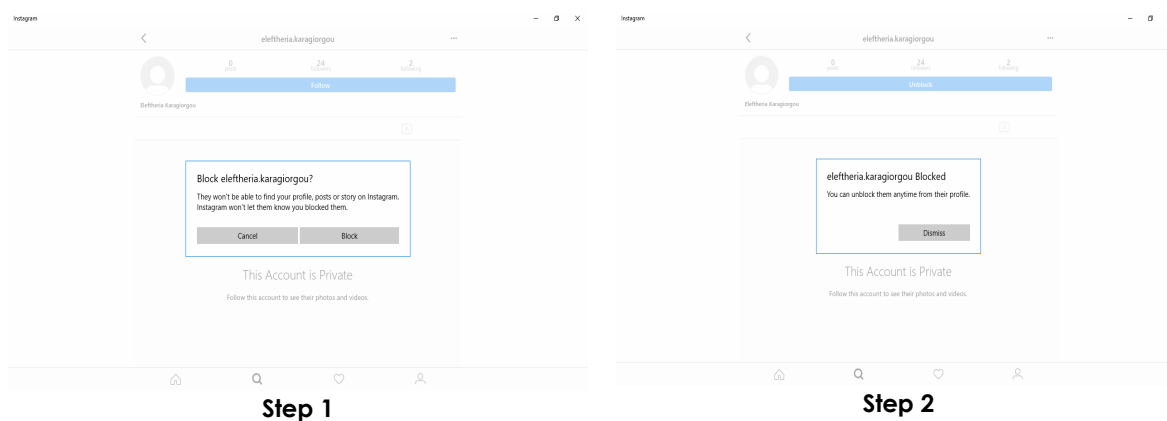 Instagram
eleftheria.karagiorgou
0
posts
24
followers
2
following
Follow
Eleftheria Karagiorgou
Block eleftheria.karagiorgou?
They won't be able to find your profile, posts or story on Instagram.
Instagram won't let them know you blocked them.
Cancel
Block
This Account is Private
Follow this account to see their photos and videos.
Step 1
Instagram
eleftheria.karagiorgou
0
posts
24
followers
2
following
Unblock
Eleftheria Karagiorgou
eleftheria.karagiorgou Blocked
You can unblock them anytime from their profile.
Dismiss
This Account is Private
Follow this account to see their photos and videos.
Step 2